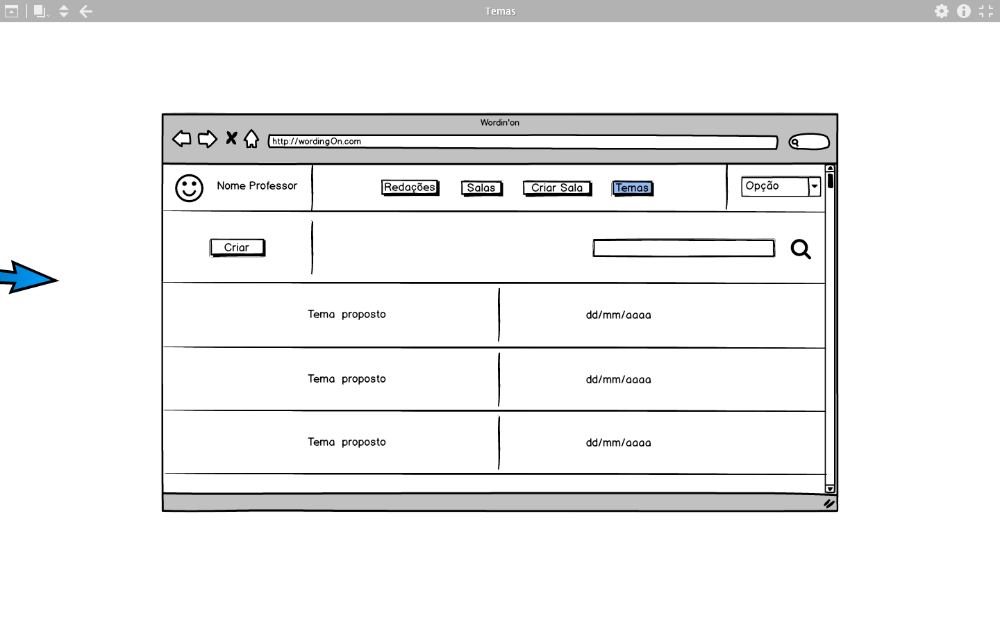 Temas
Wordin'on
http://wordingOn.com
Nome Professor
Redações
Salas
Criar Sala
Temas
Opção
Criar
Tema proposto
dd/mm/aaaa
Tema proposto
dd/mm/aaaa
Tema proposto
dd/mm/aaaa